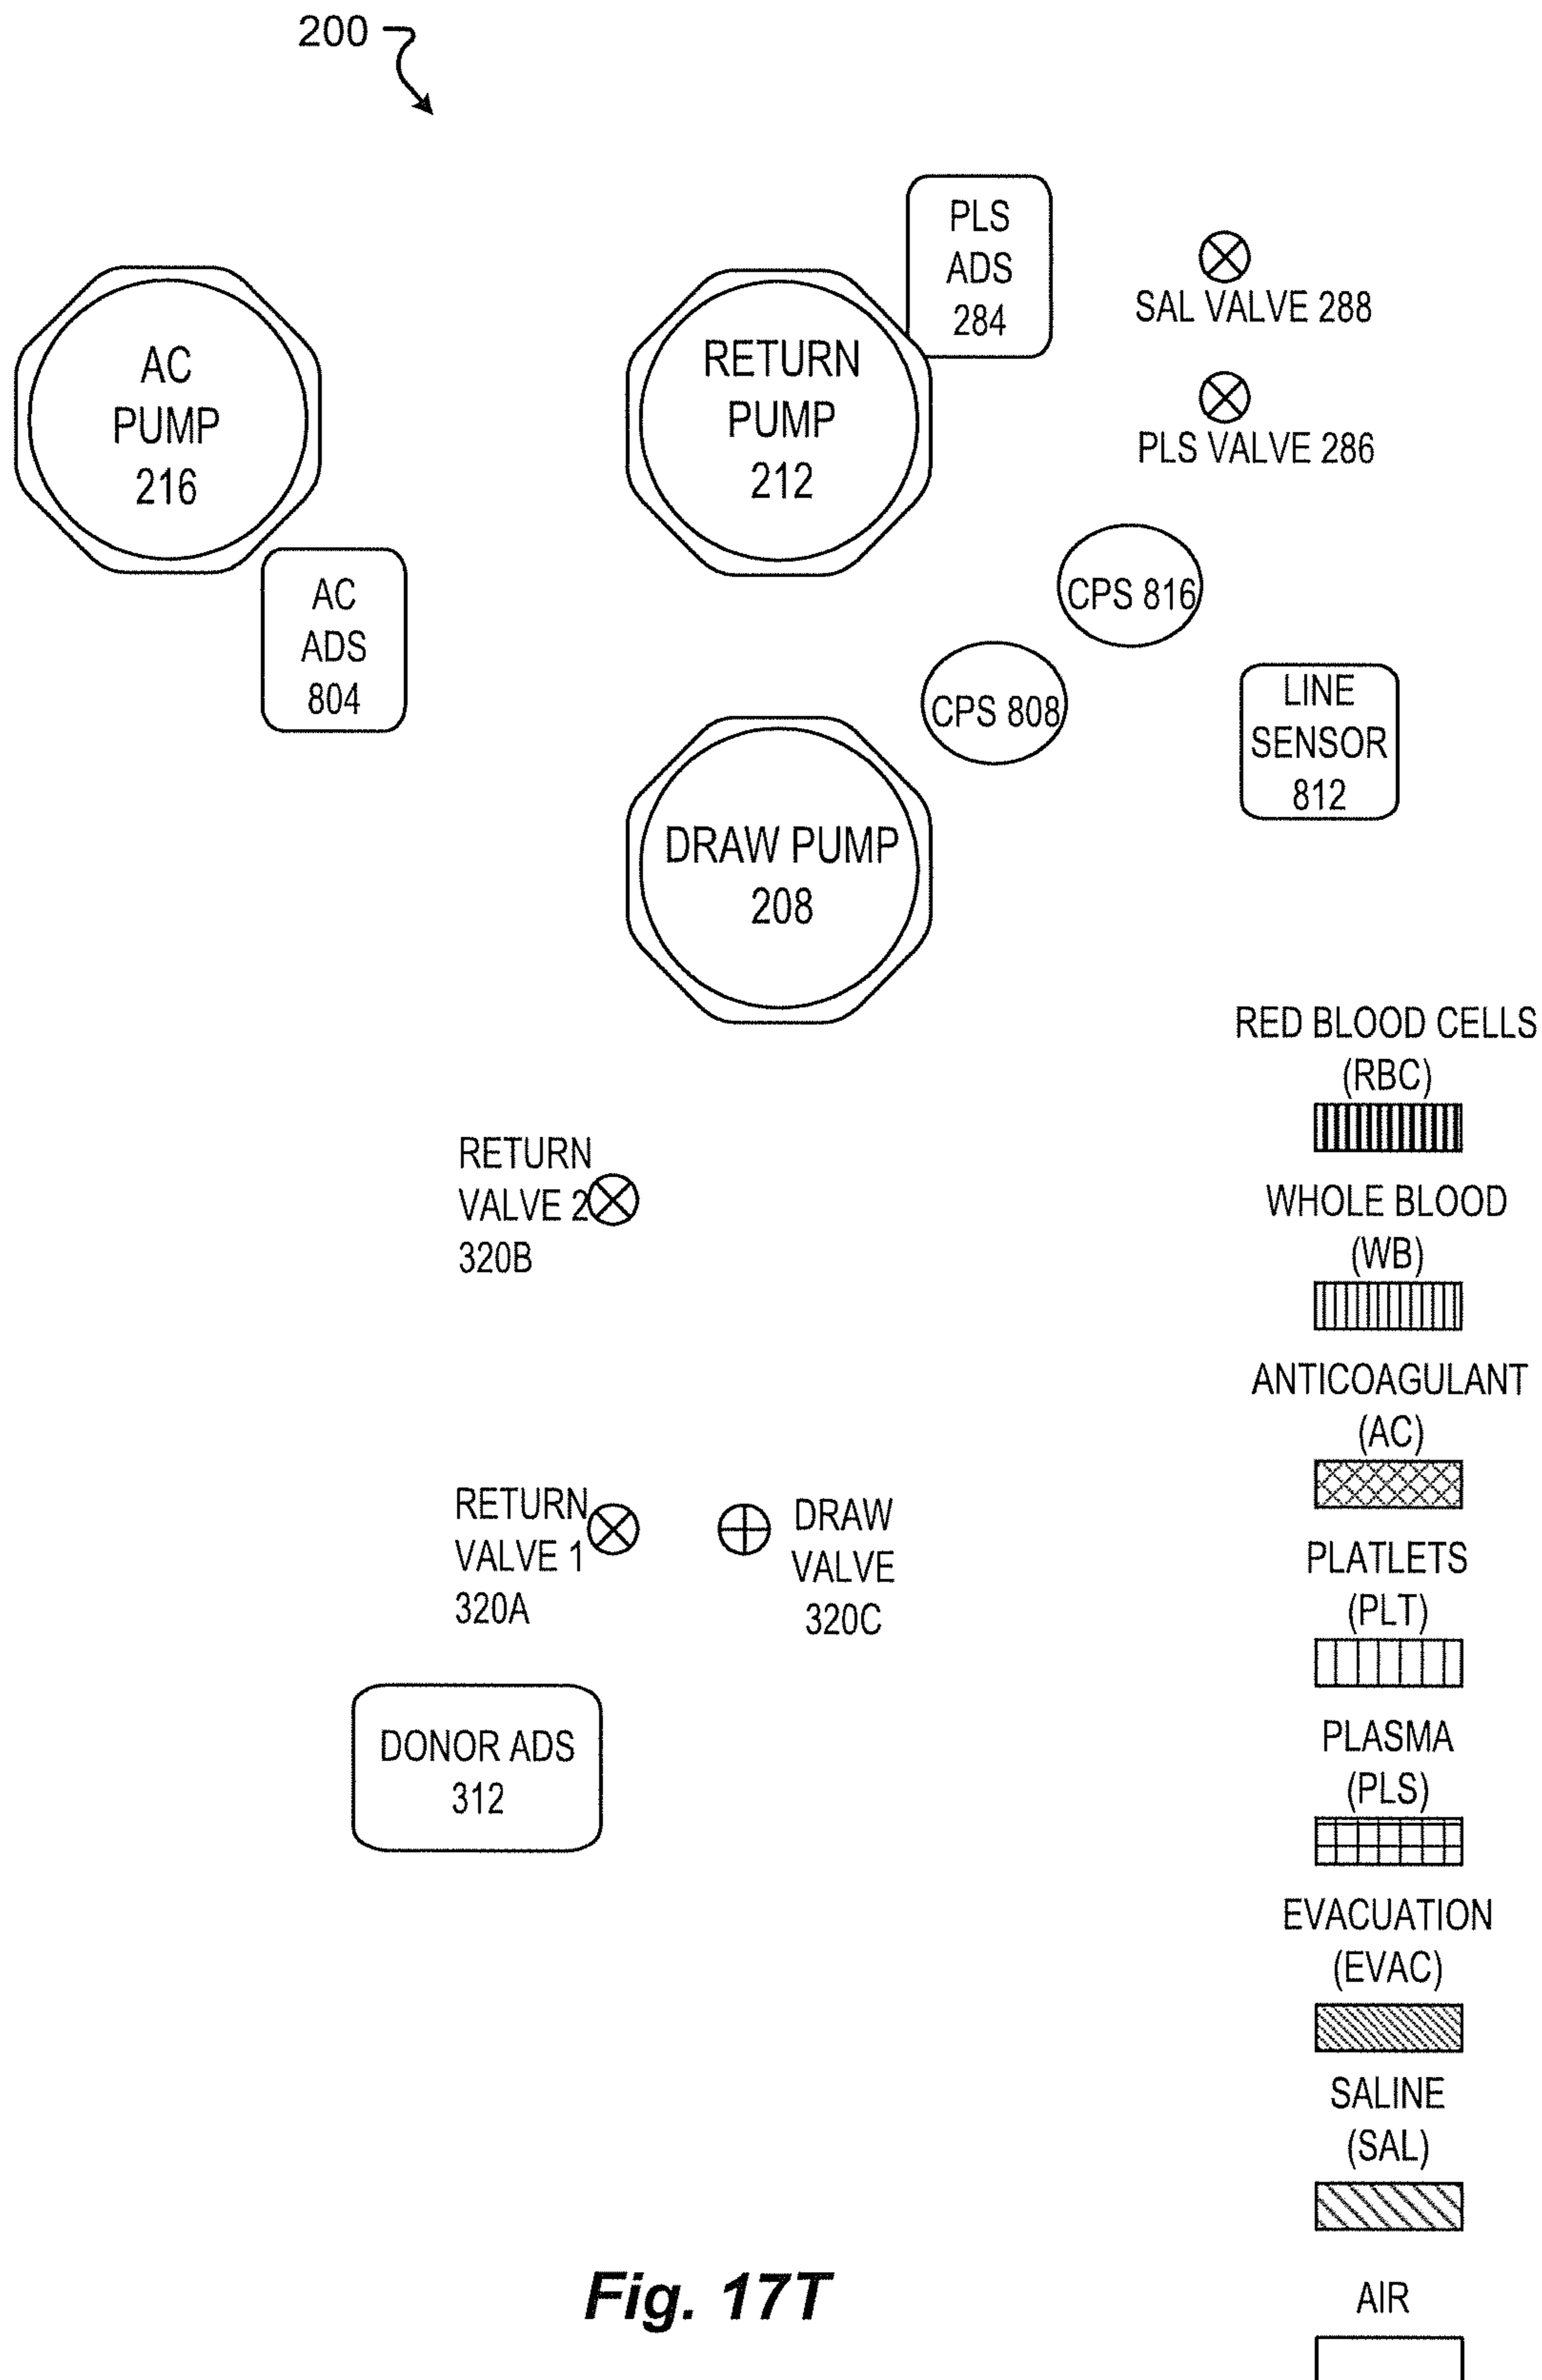 200
PLS
ADS
284
SAL VALVE 288
AC
PUMP
216
RETURN
PUMP
212
PLS VALVE 286
AC
ADS
804
CPS 816
CPS 808
LINE
SENSOR
812
DRAW PUMP
208
RED BLOOD CELLS
(RBC)
RETURN
VALVE 2
320B
WHOLE BLOOD
(WB)
ANTICOAGULANT
(AC)
RETURN
VALVE 1
320A
DRAW
VALVE
320C
PLATLETS
(PLT)
DONOR ADS
312
PLASMA
(PLS)
EVACUATION
(EVAC)
SALINE
(SAL)
AIR
Fig. 17T